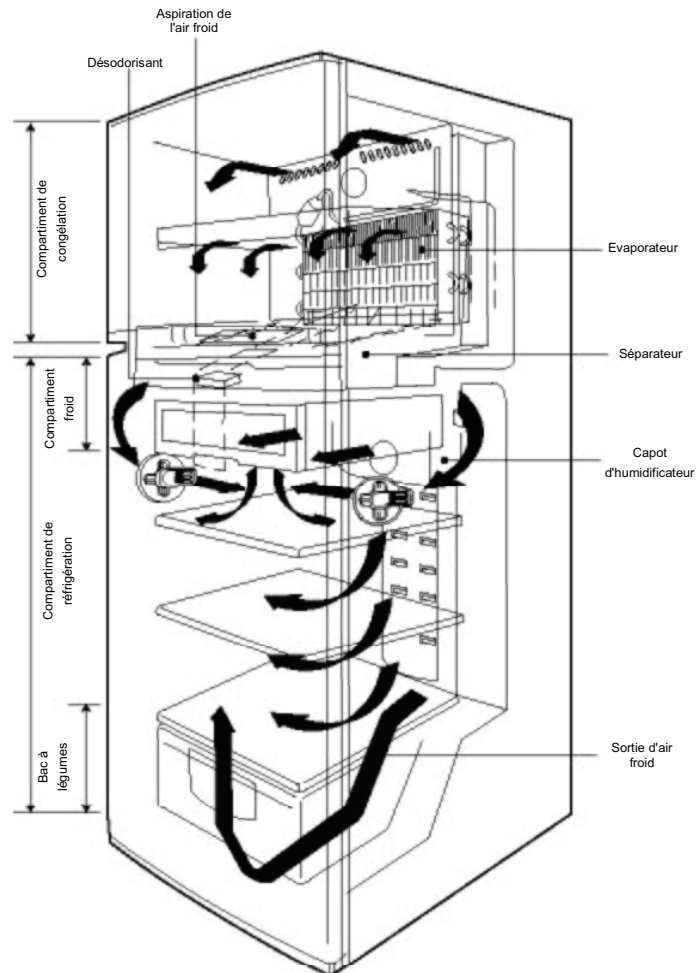 Aspiration de
l'air froid
Désodorisant
Compartiment de
congélation
Evaporateur
Séparateur
Compartiment
froid
Capot
d'humidificateur
Compartiment de
réfrigération
Bac à
légumes
Sortie d'air
froid